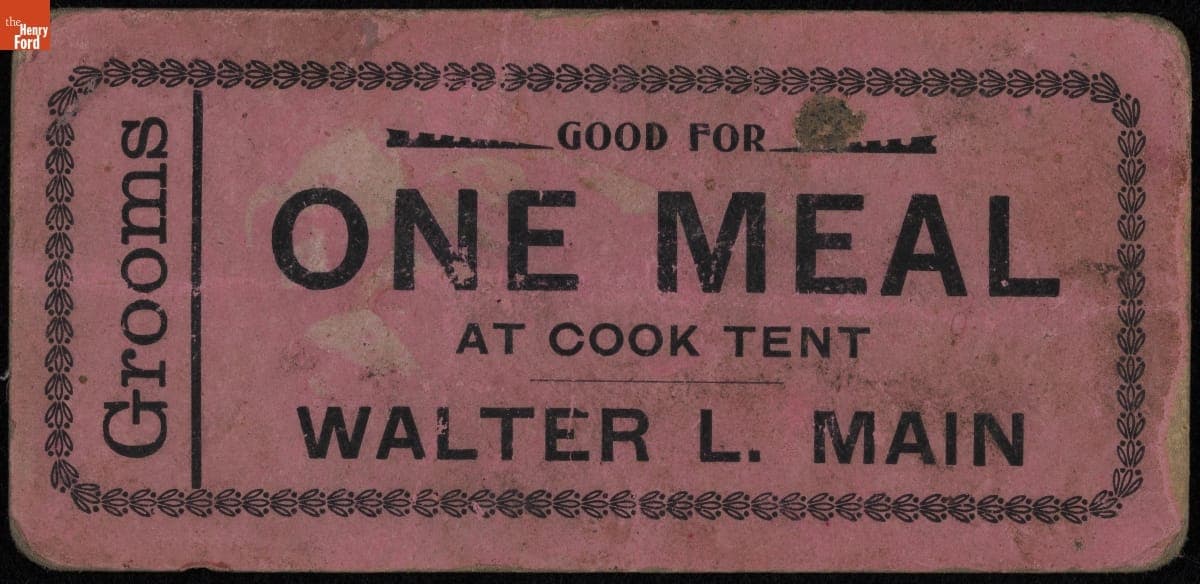 the
Henry
Ford
Grooms
GOOD FOR
ONE MEAL
AT COOK TENT
WALTER L. MAIN